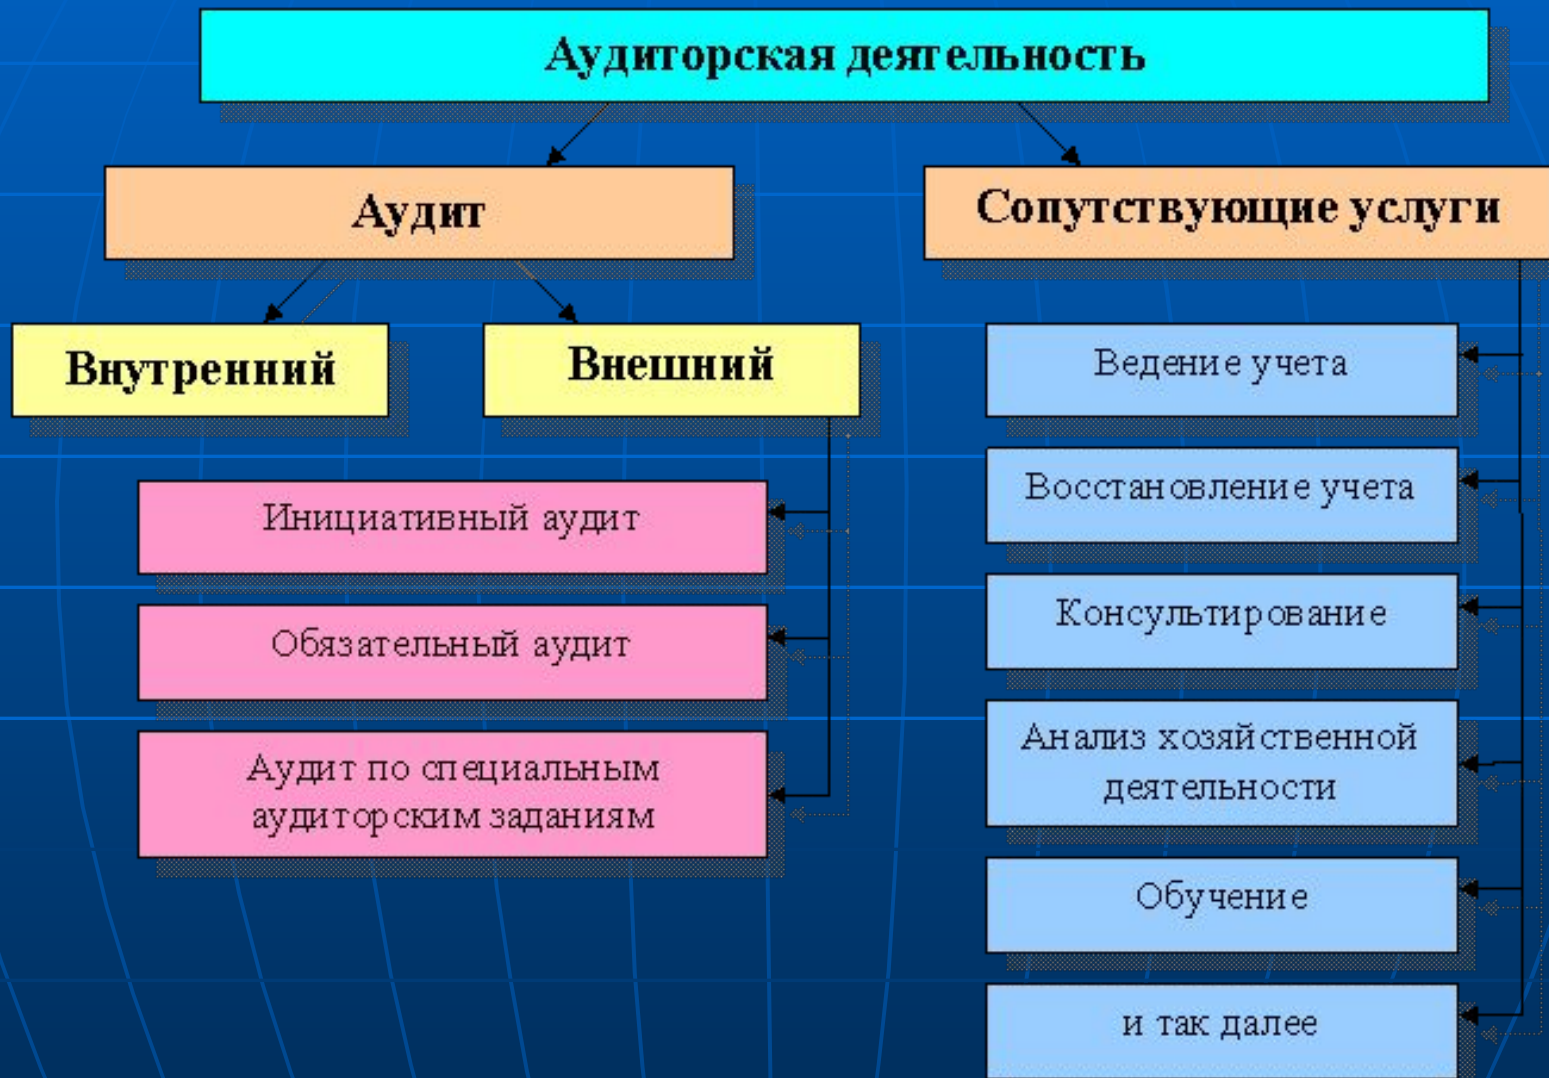 Аудиторская деятельность
Аудит
Сопутствующие услуги
Внутренний
Внешний
Инициативный аудит
Обязательный аудит
Аудит по специальным
аудиторским заданиям
Ведение учета
Восстановление учета
Консультирование
Анализ хозяйственной
деятельности
Обучение
и так далее